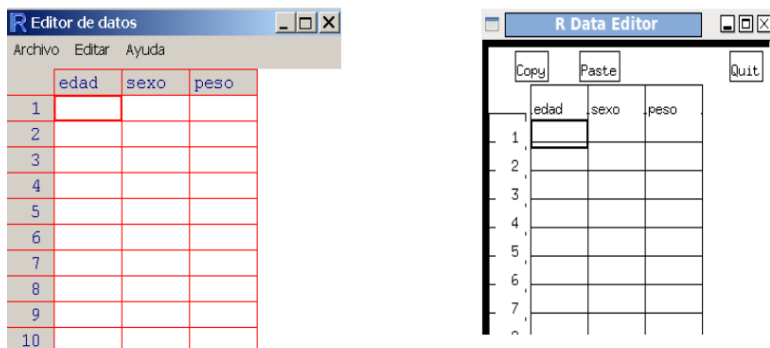 R Editor de datos
Archivo Editar Ayuda
edad sexo peso
1
2
3
4
5
6
7
8
9
10
R Data Editor
Copy Paste Quit
edad sexo peso
1
2
3
4
5
6
7